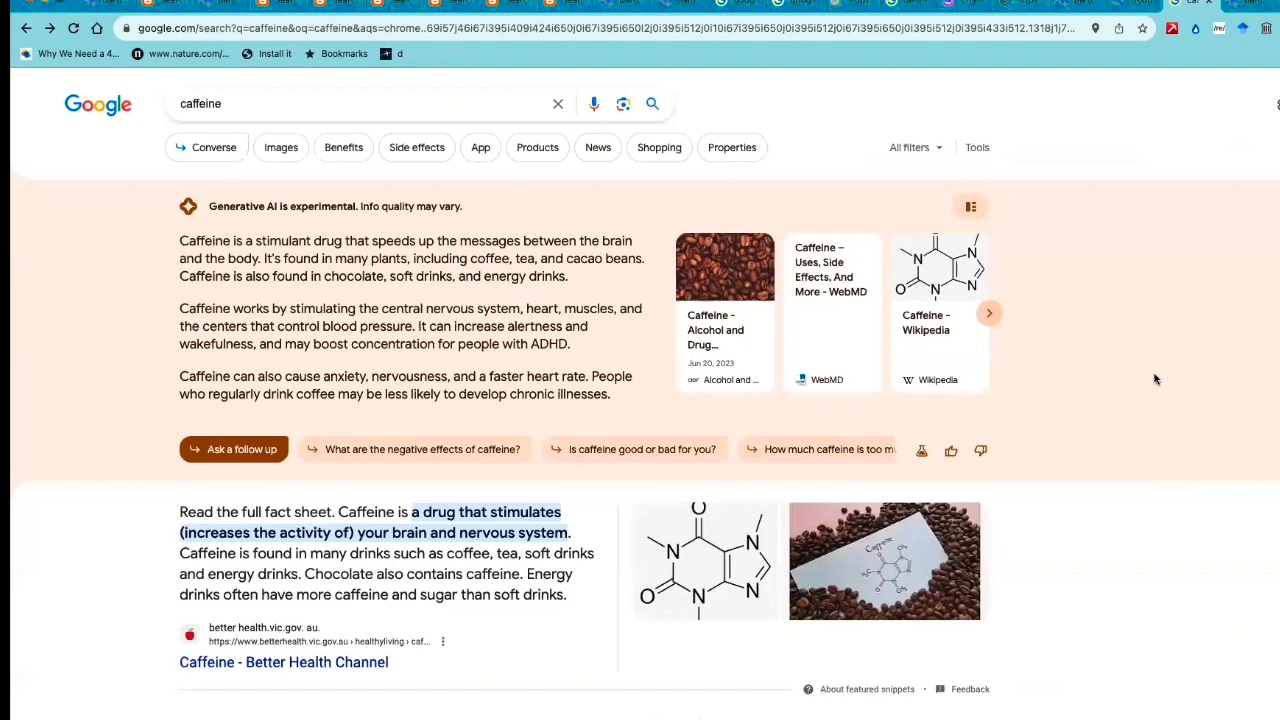 google.com/search?q=caffeine&oq=caffeine&aqs=chrome..69i57j46i67i395i409i424i650j0i67i395i650l2j0i10i67i395i650j0i67i395i650j0i395i512j0i395i433i512.1318j1j7...
Why We Need a 4...
www.nature.com/...
Install it
Bookmarks
d
Google
caffeine
Converse
Images
Benefits
Side effects
App
Products
News
Shopping
Properties
All filters
Tools
Generative AI is experimental. Info quality may vary.
Caffeine is a stimulant drug that speeds up the messages between the brain
and the body. It's found in many plants, including coffee, tea, and cacao beans.
Caffeine is also found in chocolate, soft drinks, and energy drinks.
Caffeine works by stimulating the central nervous system, heart, muscles, and
the centers that control blood pressure. It can increase alertness and
wakefulness, and may boost concentration for people with ADHD.
Caffeine can also cause anxiety, nervousness, and a faster heart rate. People
who regularly drink coffee may be less likely to develop chronic illnesses.
Caffeine -
Alcohol and
Drug...
Jun 20, 2023
Alcohol and ...
Caffeine –
Uses, Side
Effects, And
More - WebMD
WebMD
N
N
O
N
N
Caffeine -
Wikipedia
W Wikipedia
Ask a follow up
What are the negative effects of caffeine?
Is caffeine good or bad for you?
How much caffeine is too mu
Read the full fact sheet. Caffeine is a drug that stimulates
(increases the activity of) your brain and nervous system.
Caffeine is found in many drinks such as coffee, tea, soft drinks
and energy drinks. Chocolate also contains caffeine. Energy
drinks often have more caffeine and sugar than soft drinks.
O
N
N
O
N
N
Caffeine
better health.vic.gov. au.
https://www.betterhealth.vic.gov.au › healthyliving › caf...
Caffeine - Better Health Channel
About featured snippets
Feedback